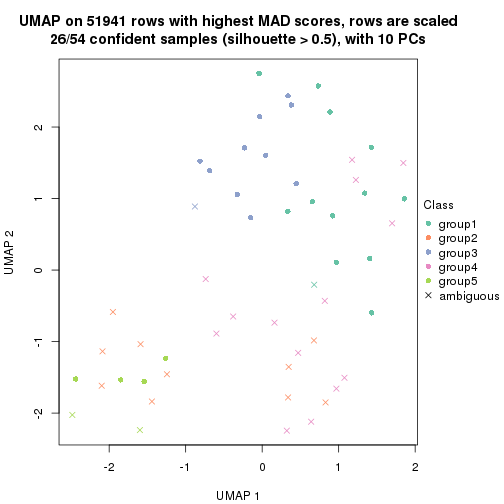 UMAP on 51941 rows with highest MAD scores, rows are scaled
26/54 confident samples (silhouette > 0.5), with 10 PCs
2
1
0
-1
-2
UMAP 2
-2
-1
0
1
2
UMAP 1
Class
group1
group2
group3
group4
group5
ambiguous